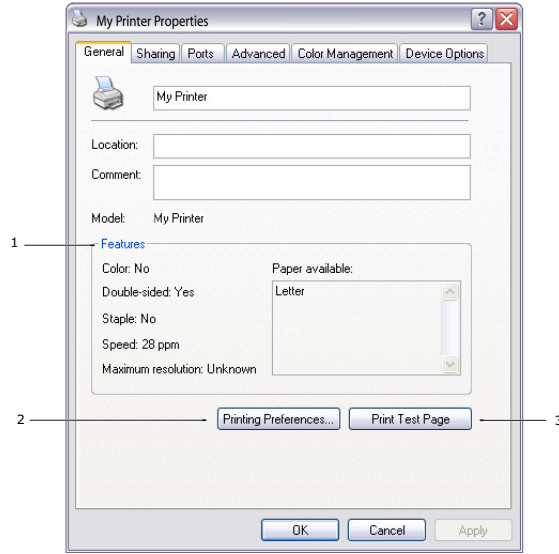 My Printer Properties
General Sharing Ports Advanced Color Management Device Options
My Printer
Location:
Comment:
Model: My Printer
1
Features
Color: No Paper available:
Double-sided: Yes Letter
Staple: No
Speed: 28 ppm
Maximum resolution: Unknown
2 Printing Preferences... Print Test Page 3
OK Cancel Apply